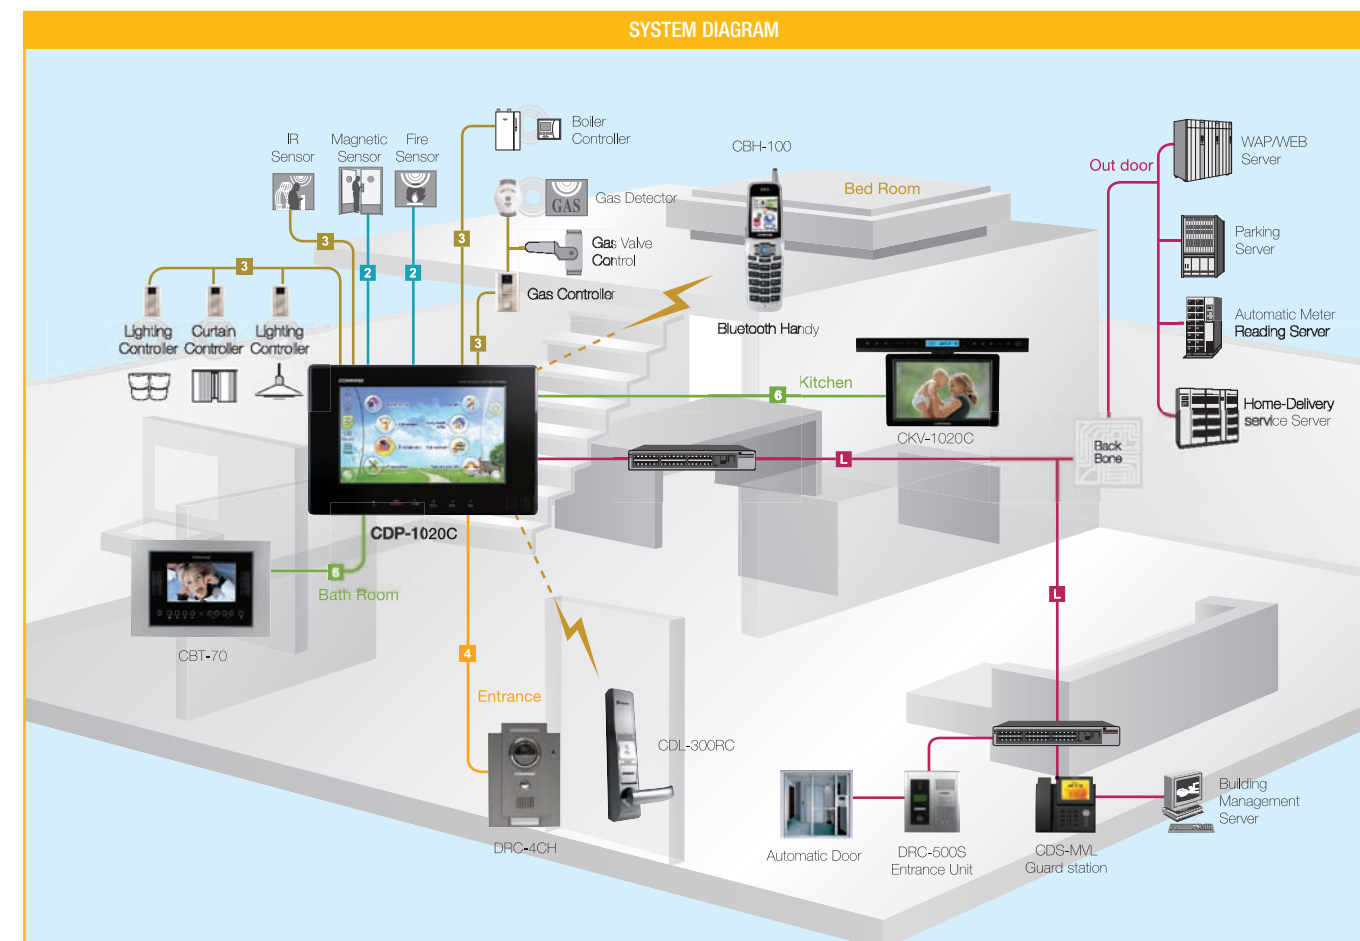 SYSTEM DIAGRAM
IR
Sensor
Magnetic
Sensor
Fire
Sensor
Boiler
Controller
CBH-100
Bed Room
Out door
WAP/WEB
Server
GAS
Gas Detector
3
3
3
2
2
Gas Valve
Control
Parking
Server
Gas Controller
Lighting
Controller
Curtain
Controller
Lighting
Controller
3
Bluetooth Handy
Automatic Meter
Reading Server
COMMAX
6
Kitchen
CKV-1020C
Home-Delivery
service Server
L
Back
Bone
CDP-1020C
6
Bath Room
L
CBT-70
4
Entrance
CDL-300RC
DRC-4CH
Automatic Door
DRC-500S
Entrance Unit
CDS-MVL
Guard station
Building
Management
Server